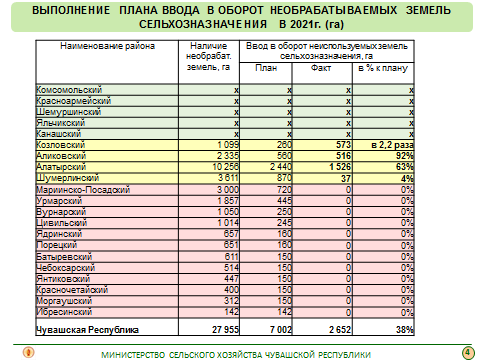 ВЫПОЛНЕНИЕ ПЛАНА ВВОДА В ОБОРОТ НЕОБРАБАТЫВАЕМЫХ ЗЕМЕЛЬ
СЕЛЬХОЗНАЗНАЧЕНИЯ В 2021г. (га)
Наименование района Наличие необрабат. земель, га Ввод в оборот неиспользуемых земель сельхозназначения, га
План Факт в % к плану
Комсомольский х х х х
Красноармейский х х х х
Шемуршинский х х х х
Яльчикский х х х х
Канашский х х х х
Козловский 1 099 260 573 в 2,2 раза
Аликовский 2 335 560 516 92%
Алатырский 10 256 2 440 1 526 63%
Шумерлинский 3 611 870 37 4%
Мариинско-Посадский 3 000 720 0 0%
Урмарский 1 857 445 0 0%
Вурнарский 1 050 250 0 0%
Цивильский 1 014 245 0 0%
Ядринский 657 160 0 0%
Порецкий 651 160 0 0%
Батыревский 611 150 0 0%
Чебоксарский 514 150 0 0%
Янтиковский 447 150 0 0%
Красночетайский 400 150 0 0%
Моргаушский 312 150 0 0%
Ибресинский 142 142 0 0%
Чувашская Республика 27 955 7 002 2 652 38%
МИНИСТЕРСТВО СЕЛЬСКОГО ХОЗЯЙСТВА ЧУВАШСКОЙ РЕСПУБЛИКИ
4